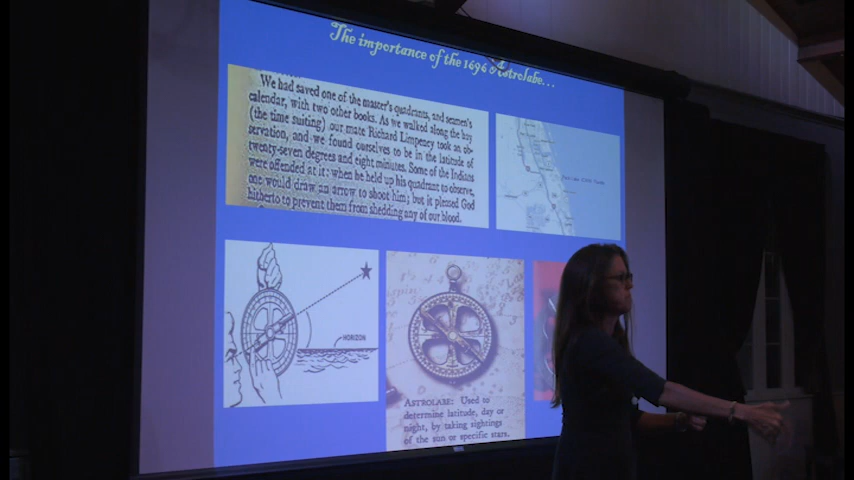 The importance of the 1696 Astrolabe...
We had saved one of the master's quadrants, and seamen's
calendar, with two other books. As we walked along the bay
(the time suiting) our mate Richard Limpeney took an ob-
servation, and we found ourselves to be in the latitude of
twenty-seven degrees and eight minutes. Some of the Indians
were offended at it: when he held up his quadrant to observe,
one would draw an arrow to shoot him; but it pleased God
hitherto to prevent them from shedding any of our blood.
HORIZON
ASTROLABE: Used to
determine latitude, day or
night, by taking sightings
of the sun or specific stars.